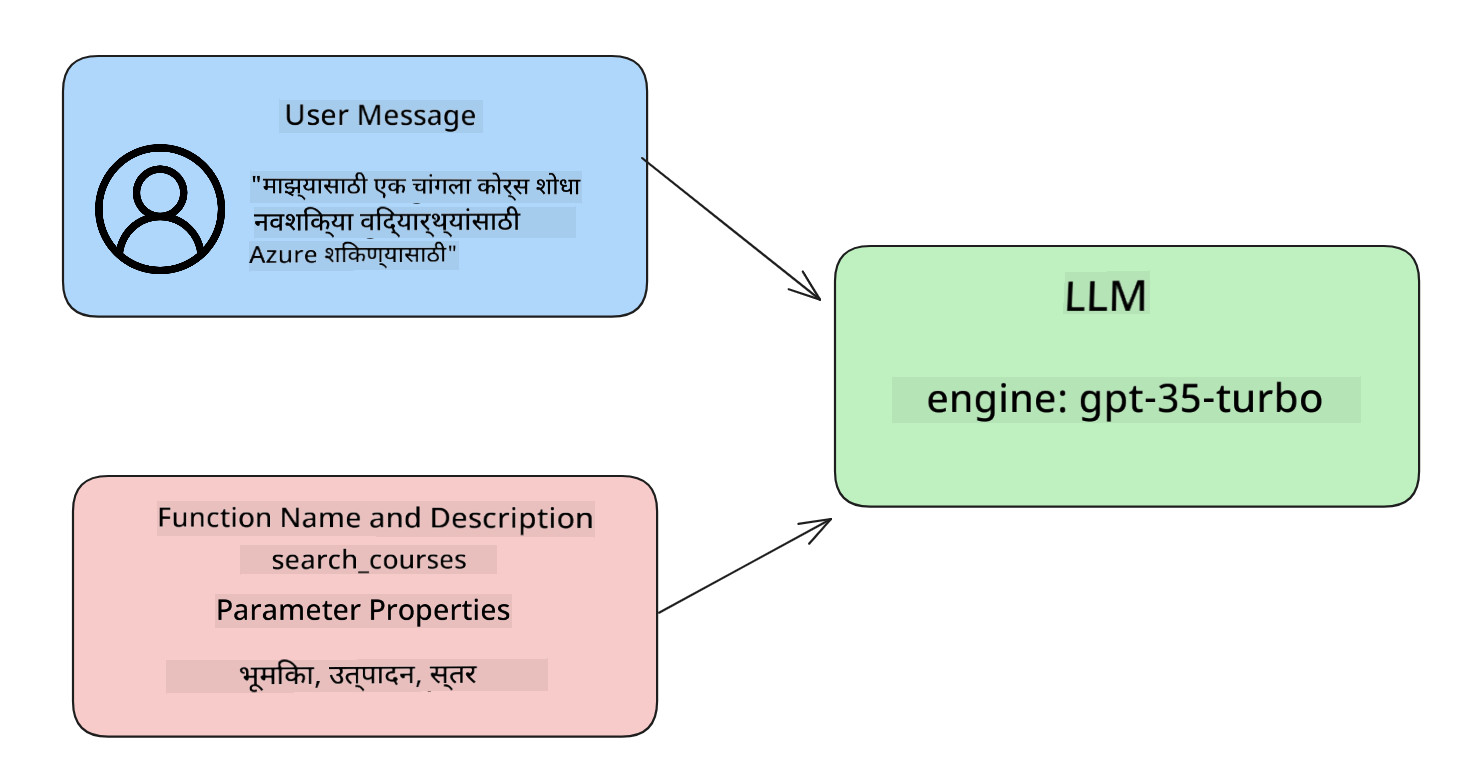 User Message
"माझ्यासाठी एक चांगला कोर्स शोधा
नवशिक्या विद्यार्थ्यांसाठी
Azure शिकण्यासाठी"
LLM
engine: gpt-35-turbo
Function Name and Description
search_courses
Parameter Properties
भूमिका, उत्पादन, स्तर